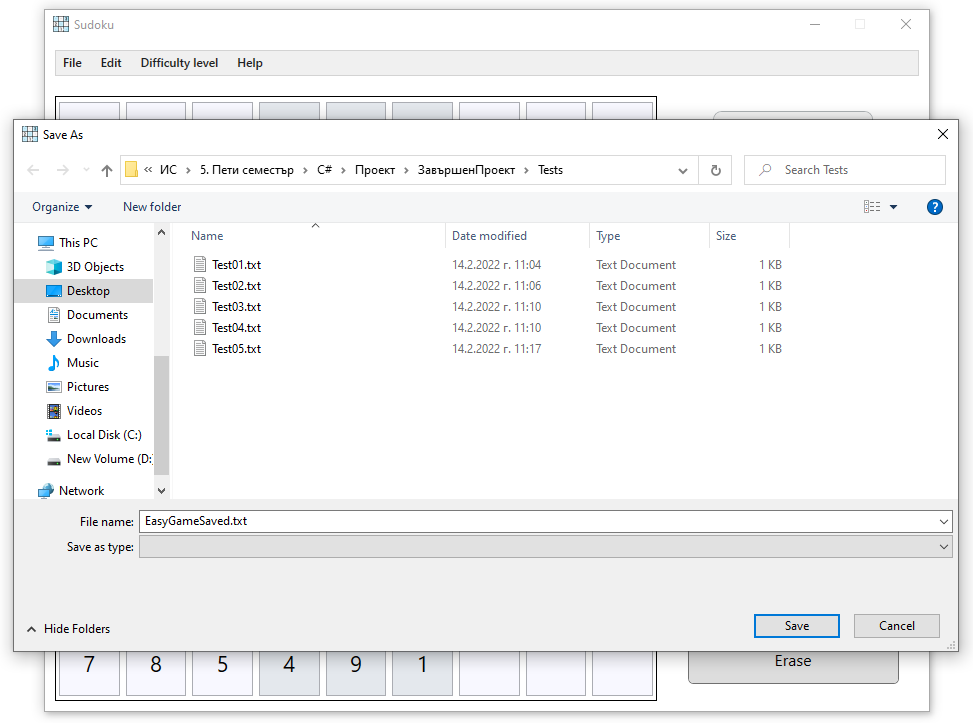 Sudoku
File Edit Difficulty level Help
Save As
« ИС › 5. Пети семестър › C# › Проект › ЗавършенПроект › Tests
Search Tests
Organize New folder
?
This PC
3D Objects
Desktop
Documents
Downloads
Music
Pictures
Videos
Local Disk (C:)
New Volume (D:
Network
Name Date modified Type Size
Test01.txt 14.2.2022 г. 11:04 Text Document 1 KB
Test02.txt 14.2.2022 г. 11:06 Text Document 1 KB
Test03.txt 14.2.2022 г. 11:10 Text Document 1 KB
Test04.txt 14.2.2022 г. 11:10 Text Document 1 KB
Test05.txt 14.2.2022 г. 11:17 Text Document 1 KB
File name: EasyGameSaved.txt
Save as type:
Hide Folders
Save Cancel
7 8 5 4 9 1
Erase